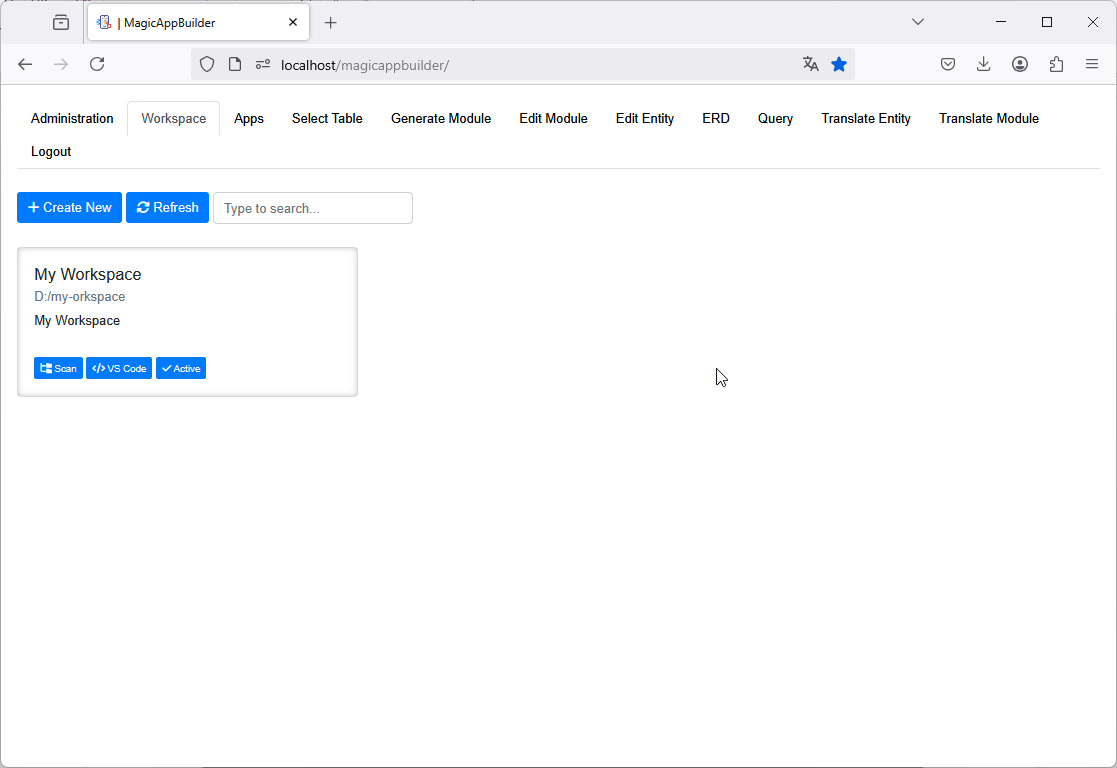 | MagicAppBuilder
localhost/magicappbuilder/
Administration Workspace Apps Select Table Generate Module Edit Module Edit Entity ERD Query Translate Entity Translate Module
Logout
Create New Refresh Type to search...
My Workspace
D:/my-orkspace
My Workspace
Scan VS Code Active